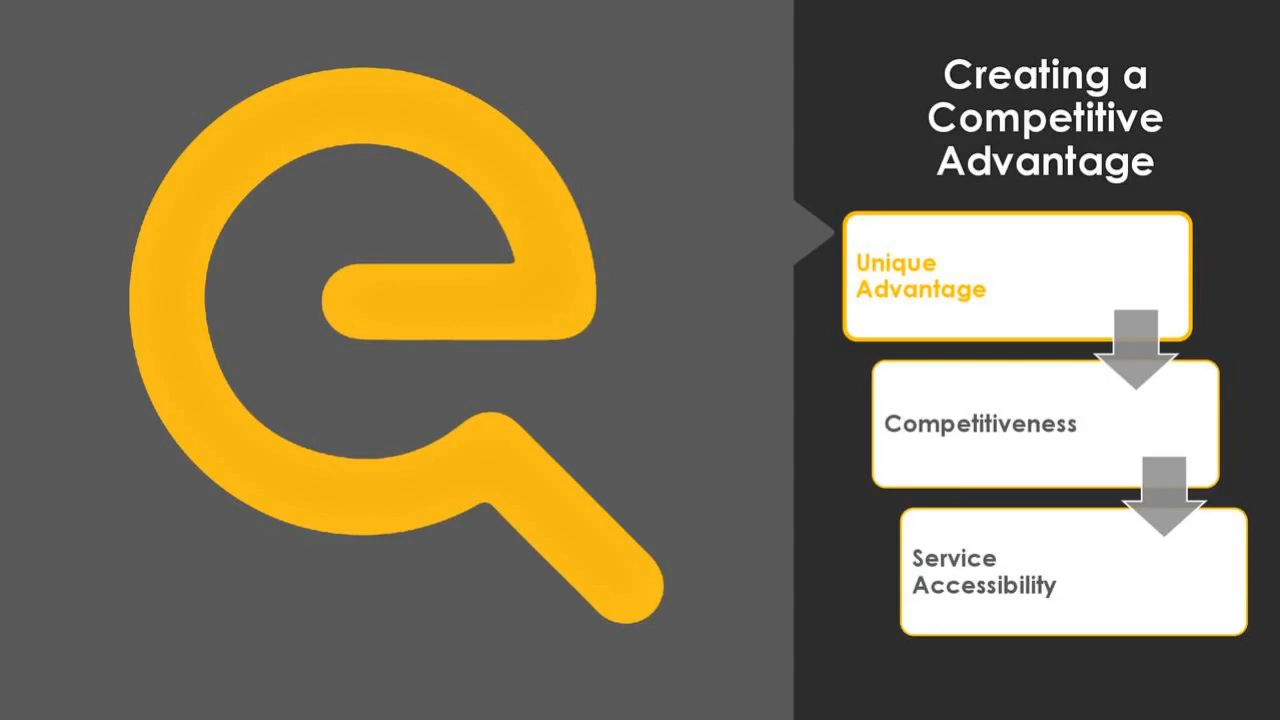 Creating a
Competitive
Advantage
Unique
Advantage
Competitiveness
Service
Accessibility